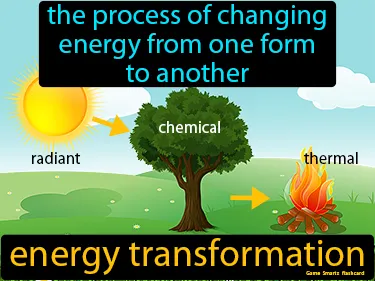 the process of changing
energy from one form
to another
chemical
radiant
thermal
energy transformation
Game Smartz flashcard